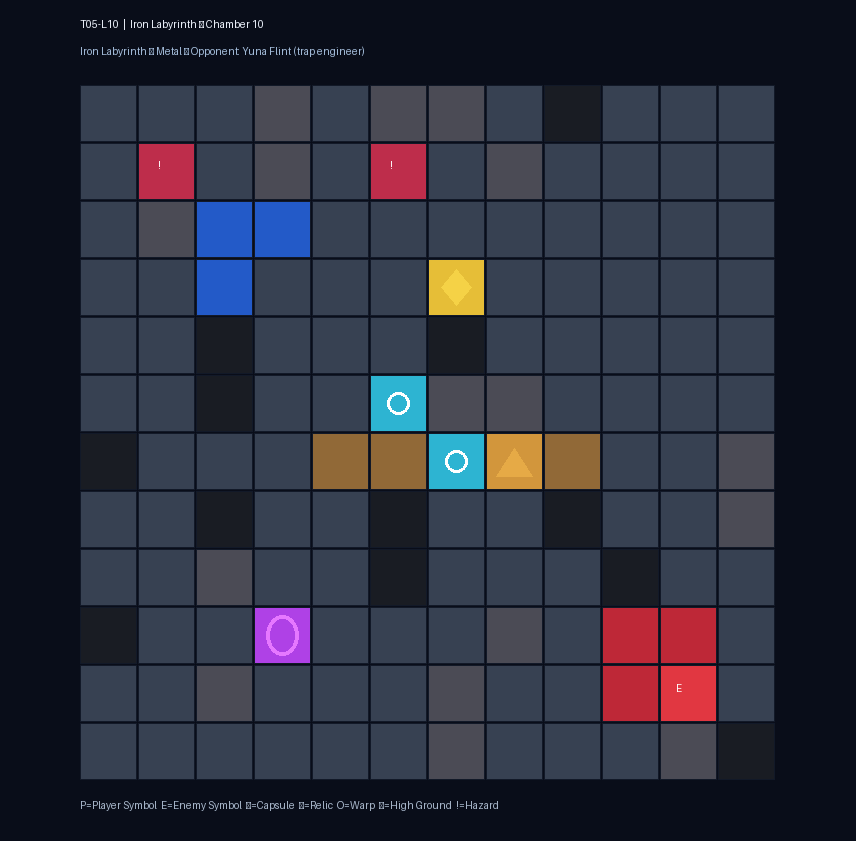 T05-L10 | Iron Labyrinth □ Chamber 10
Iron Labyrinth □ Metal □ Opponent: Yuna Flint (trap engineer)
!
!
E
P=Player Symbol E=Enemy Symbol □=Capsule □=Relic O=Warp □=High Ground !=Hazard